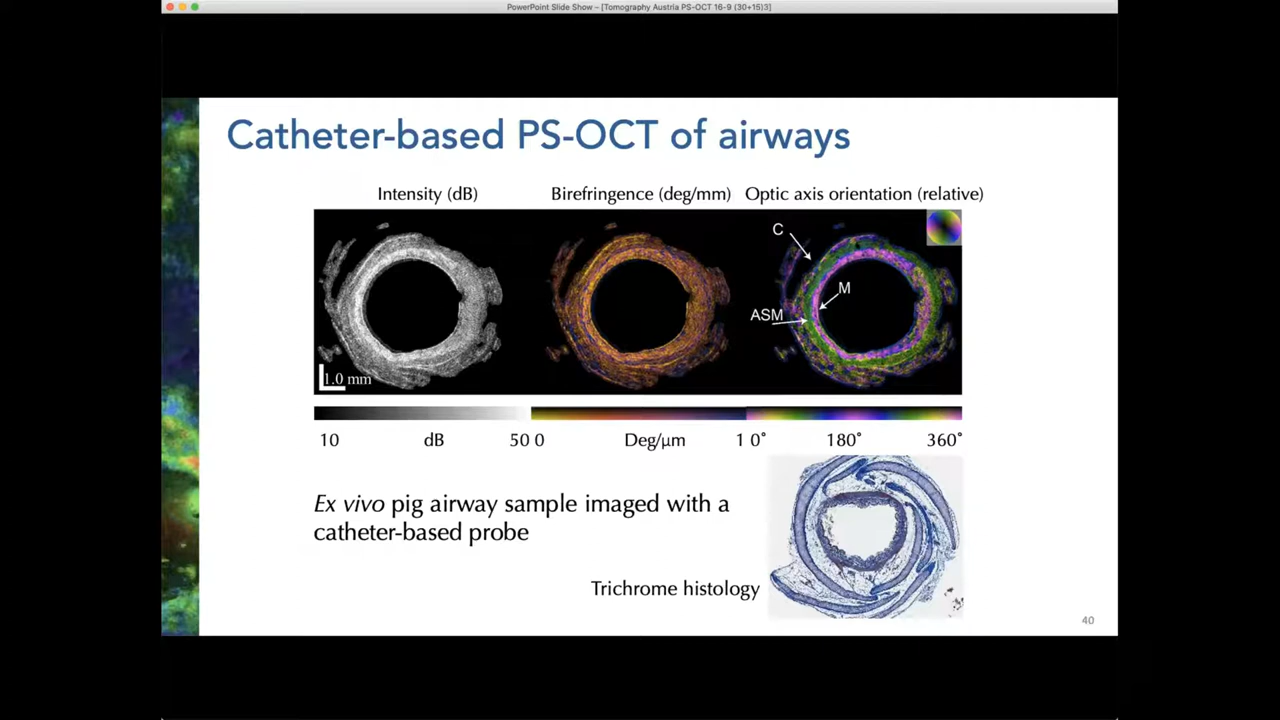 PowerPoint Slide Show – [Tomography Austria PS-OCT 16-9 (30+15)3]
Catheter-based PS-OCT of airways
Intensity (dB) Birefringence (deg/mm) Optic axis orientation (relative)
C
M
ASM
1.0 mm
10 dB 50 0 Deg/μm 1 0˚ 180˚ 360˚
Ex vivo pig airway sample imaged with a
catheter-based probe
Trichrome histology
40